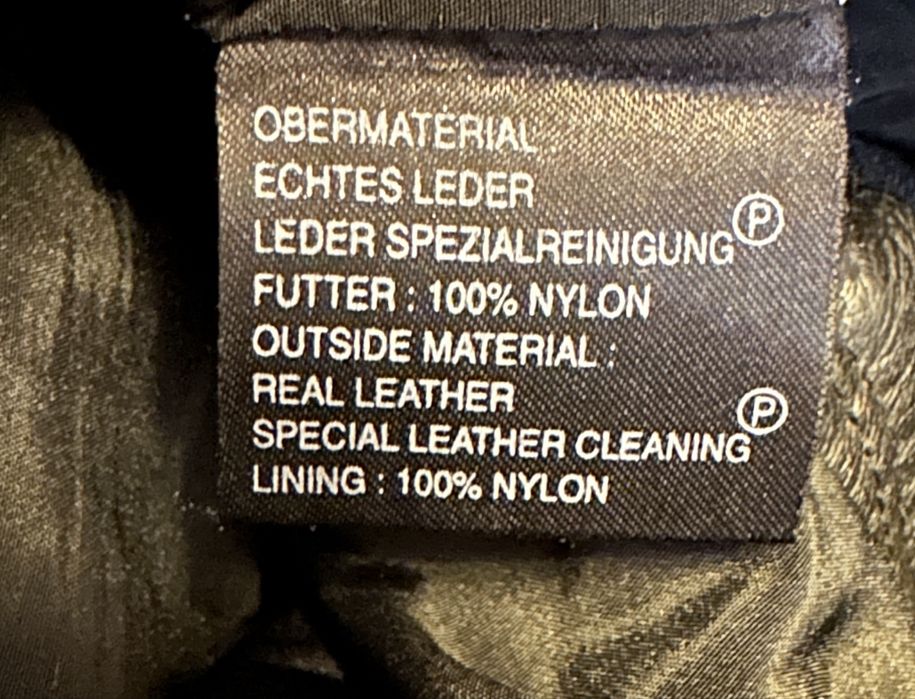 OBERMATERIAL
ECHTES LEDER
LEDER SPEZIALREINIGUNG Ⓟ
FUTTER : 100% NYLON
OUTSIDE MATERIAL :
REAL LEATHER
SPECIAL LEATHER CLEANING Ⓟ
LINING : 100% NYLON